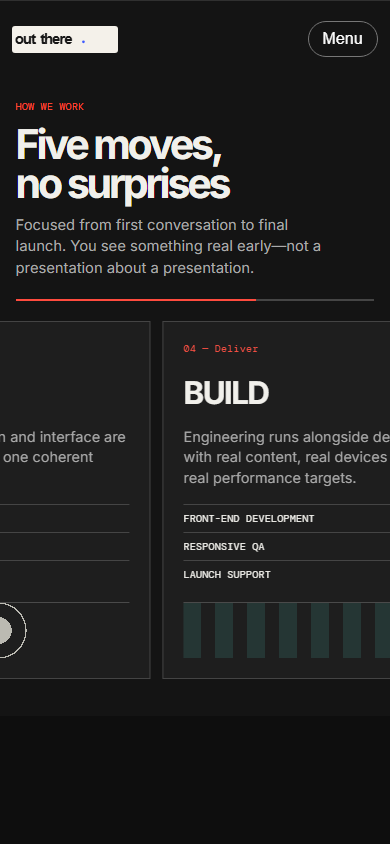 out there .
Menu
HOW WE WORK
Five moves,
no surprises
Focused from first conversation to final
launch. You see something real early—not a
presentation about a presentation.
and interface are
one coherent
04 — Deliver
BUILD
Engineering runs alongside
with real content, real devices
real performance targets.
FRONT-END DEVELOPMENT
RESPONSIVE QA
LAUNCH SUPPORT